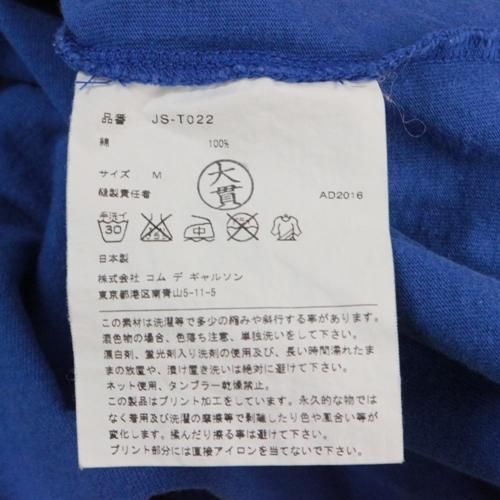 品番 JS-T022
綿 100%
サイズ M
縫製責任者 大貫 AD2016
手洗イ
30
日本製
株式会社 コム デ ギャルソン
東京都港区南青山5-11-5
この素材は洗濯等で多少の縮みや斜行する事があります。
混色物の場合、色落ち注意、単独洗いをして下さい。
漂白剤、蛍光剤入り洗剤の使用及び、長い時間濡れたま
まの放置や、漬け置き洗いは絶対に避けて下さい。
ネット使用、タンブラー乾燥禁止。
この製品はプリント加工をしています。永久的な物では
なく着用及び洗濯の摩擦等で剥離したり色や風合い等が
変化します。揉んだり擦る事は避けて下さい。
プリント部分には直接アイロンを当てないで下さい。